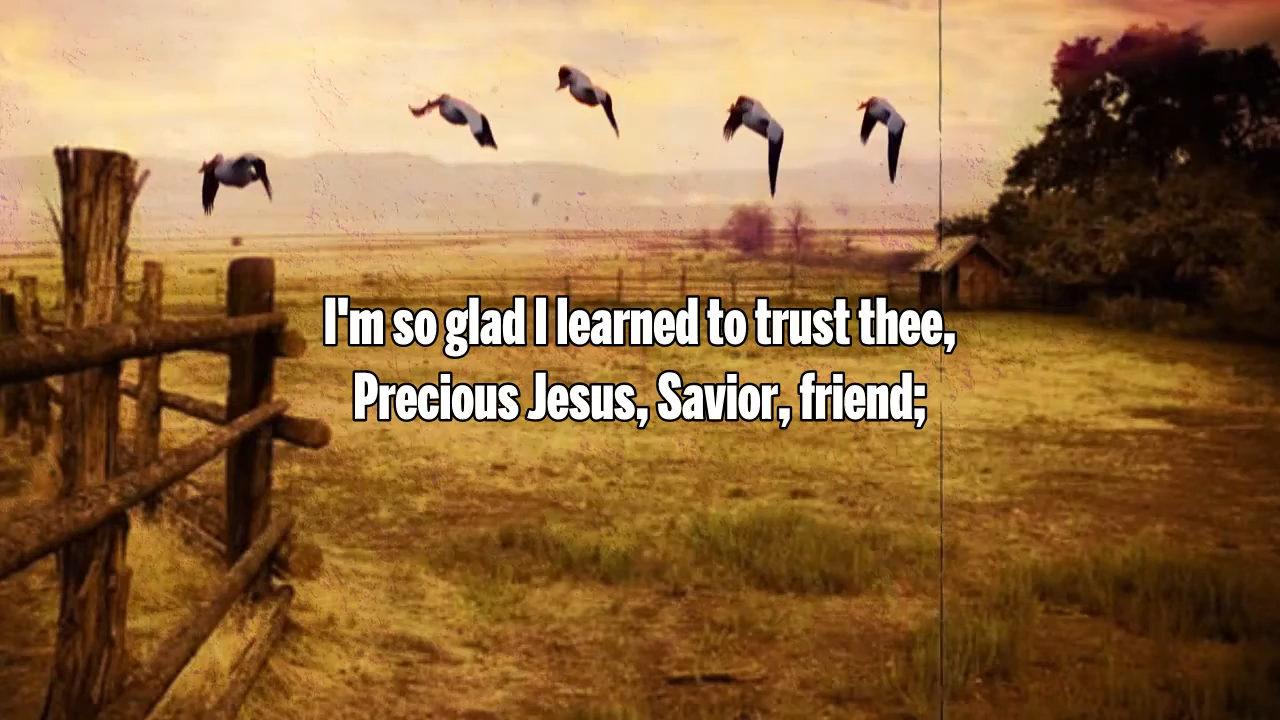 I'm so glad I learned to trust thee,
Precious Jesus, Savior, friend;